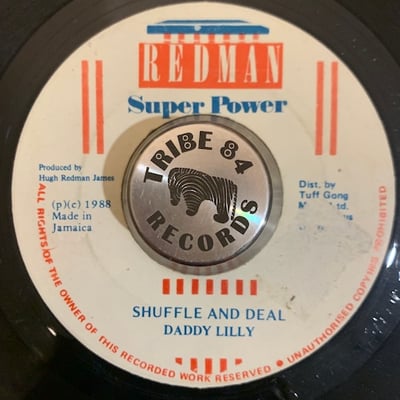 REDMAN
Super Power
Produced by
Hugh Redman James
(p)(c) 1988
Made in
Jamaica
TRIBE 84
RECORDS
Dist. by
Tuff Gong
Ltd.
SHUFFLE AND DEAL
DADDY LILLY
ALL RIGHTS OF THE OWNER OF THIS RECORDED WORK RESERVED • UNAUTHORISED COPYING PROHIBITED